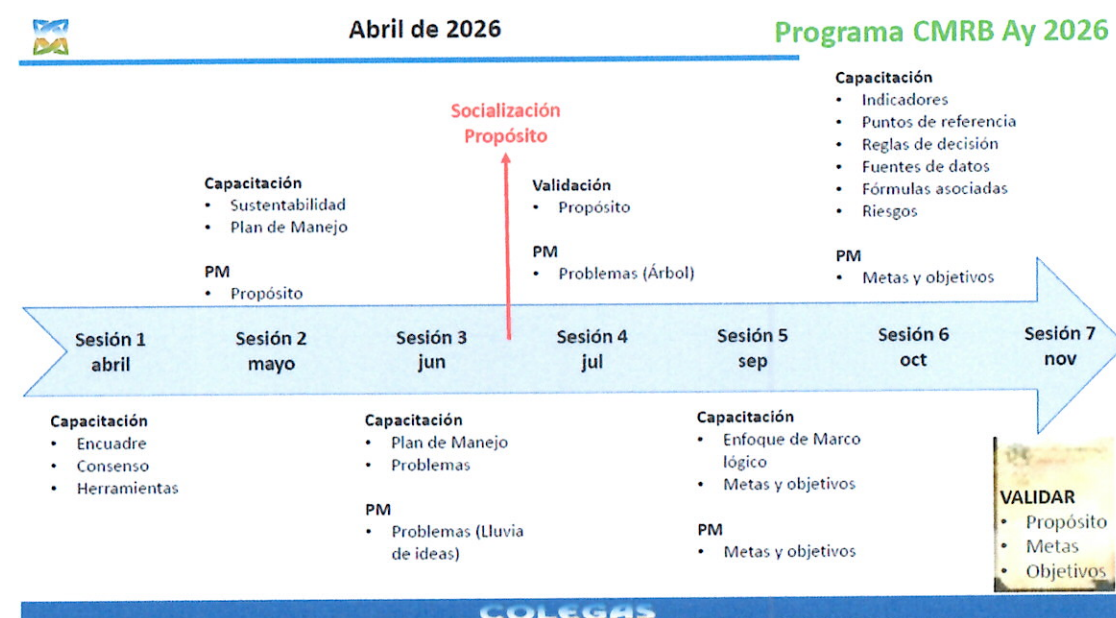 Abril de 2026
Programa CMRB Ay 2026
Socialización
Propósito
Capacitación
• Sustentabilidad
• Plan de Manejo
PM
• Propósito
Validación
• Propósito
PM
• Problemas (Árbol)
Capacitación
• Indicadores
• Puntos de referencia
• Reglas de decisión
• Fuentes de datos
• Fórmulas asociadas
• Riesgos
PM
• Metas y objetivos
Sesión 1
abril
Sesión 2
mayo
Sesión 3
jun
Sesión 4
jul
Sesión 5
sep
Sesión 6
oct
Sesión 7
nov
Capacitación
• Encuadre
• Consenso
• Herramientas
Capacitación
• Plan de Manejo
• Problemas
PM
• Problemas (Lluvia
de ideas)
Capacitación
• Enfoque de Marco
lógico
• Metas y objetivos
PM
• Metas y objetivos
VALIDAR
• Propósito
• Metas
• Objetivos
COLEGAS